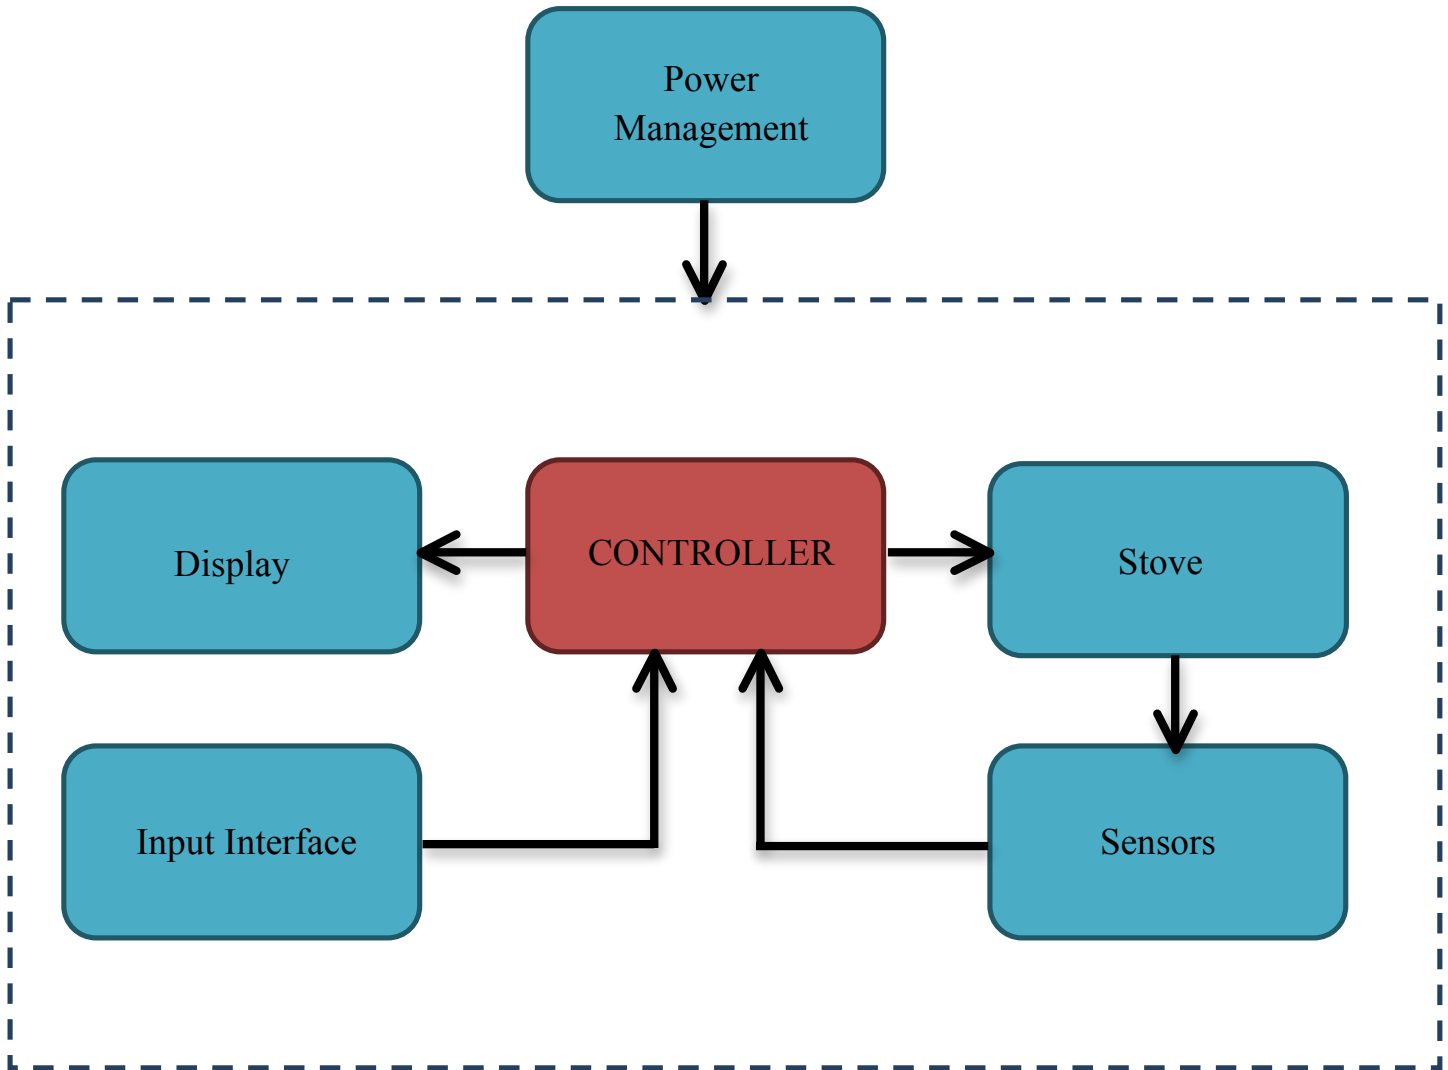 Power
Management
Display
CONTROLLER
Stove
Input Interface
Sensors